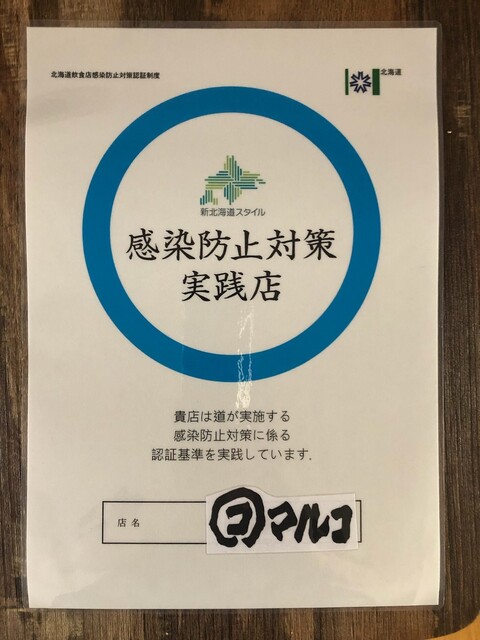 北海道飲食店感染防止対策認証制度
北海道
新北海道スタイル
感染防止対策
実践店
貴店は道が実施する
感染防止対策に係る
認証基準を実践しています。
店名
コ マルコ